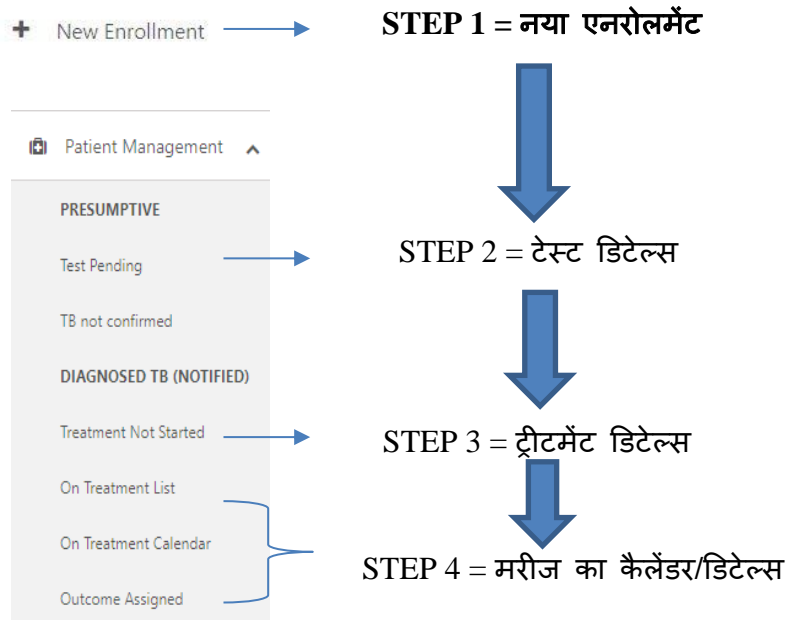 New Enrollment
STEP 1 = नया एनरोलमेंट
Patient Management
PRESUMPTIVE
Test Pending
STEP 2 = टेस्ट डिटेल्स
TB not confirmed
DIAGNOSED TB (NOTIFIED)
Treatment Not Started
STEP 3 = ट्रीटमेंट डिटेल्स
On Treatment List
On Treatment Calendar
STEP 4 = मरीज का कैलेंडर/डिटेल्स
Outcome Assigned